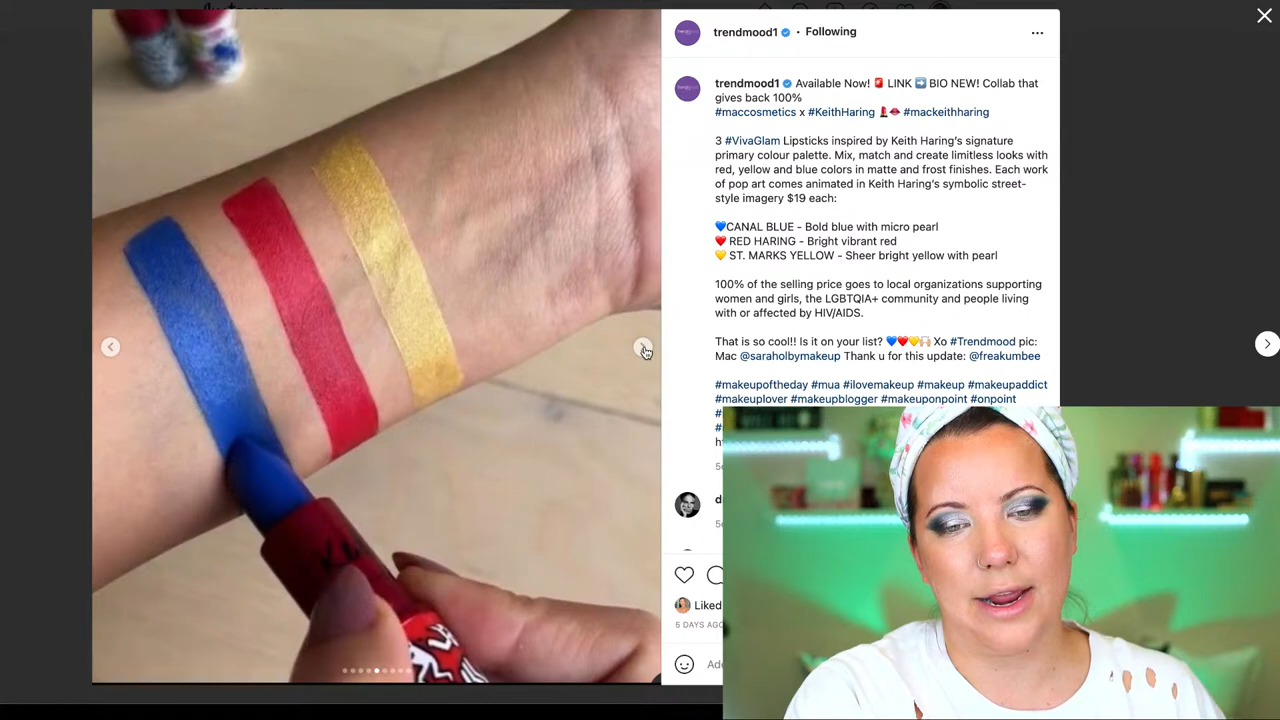 trendmood1 • Following
trendmood1 Available Now! 🚨 LINK ➡️ BIO NEW! Collab that
gives back 100%
#maccosmetics x #KeithHaring 💄👄 #mackeithharing
3 #VivaGlam Lipsticks inspired by Keith Haring's signature
primary colour palette. Mix, match and create limitless looks with
red, yellow and blue colors in matte and frost finishes. Each work
of pop art comes animated in Keith Haring's symbolic street-
style imagery $19 each:
💙CANAL BLUE - Bold blue with micro pearl
❤️ RED HARING - Bright vibrant red
💛 ST. MARKS YELLOW - Sheer bright yellow with pearl
100% of the selling price goes to local organizations supporting
women and girls, the LGBTQIA+ community and people living
with or affected by HIV/AIDS.
That is so cool!! Is it on your list? 💙❤️💛🙌🏻 Xo #Trendmood pic:
Mac @saraholbymakeup Thank u for this update: @freakumbee
#makeupoftheday #mua #ilovemakeup #makeup #makeupaddict
#makeuplover #makeupblogger #makeuponpoint #onpoint
Liked
5 DAYS AGO